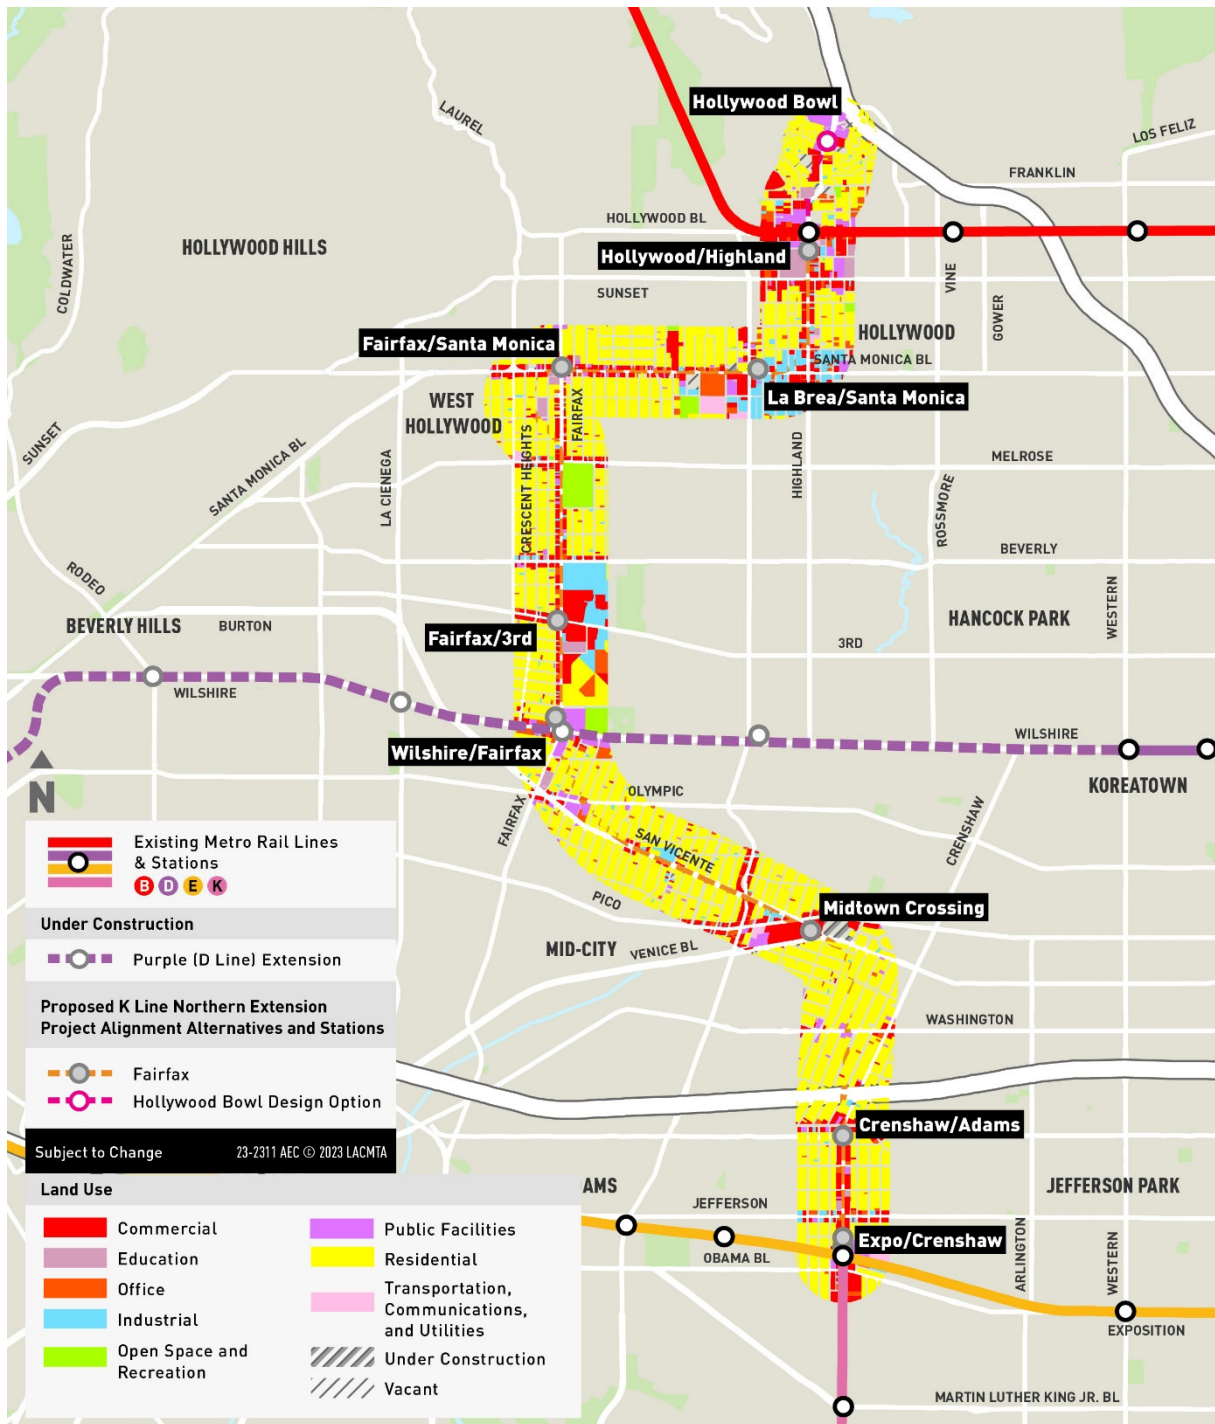 Hollywood Bowl
LAUREL
LOS FELIZ
FRANKLIN
HOLLYWOOD BL
HOLLYWOOD HILLS
COLDWATER
Hollywood/Highland
SUNSET
VINE
GOWER
HOLLYWOOD
Fairfax/Santa Monica
SANTA MONICA BL
La Brea/Santa Monica
WEST
HOLLYWOOD
FAIRFAX
CRESCENT HEIGHTS
SUNSET
SANTA MONICA BL
LA CIENEGA
HIGHLAND
MELROSE
ROSSMORE
BEVERLY
RODEO
WESTERN
BEVERLY HILLS
BURTON
HANCOCK PARK
Fairfax/3rd
3RD
WILSHIRE
WILSHIRE
Wilshire/Fairfax
KOREATOWN
N
OLYMPIC
FAIRFAX
SAN VICENTE
CRENSHAW
PICO
Midtown Crossing
MID-CITY
VENICE BL
WASHINGTON
Crenshaw/Adams
AMS
JEFFERSON
JEFFERSON PARK
Expo/Crenshaw
OBAMA BL
ARLINGTON
WESTERN
EXPOSITION
MARTIN LUTHER KING JR. BL
Existing Metro Rail Lines
& Stations
B D E K
Under Construction
Purple (D Line) Extension
Proposed K Line Northern Extension
Project Alignment Alternatives and Stations
Fairfax
Hollywood Bowl Design Option
Subject to Change 23-2311 AEC © 2023 LACMTA
Land Use
Commercial
Education
Office
Industrial
Open Space and
Recreation
Public Facilities
Residential
Transportation,
Communications,
and Utilities
Under Construction
Vacant